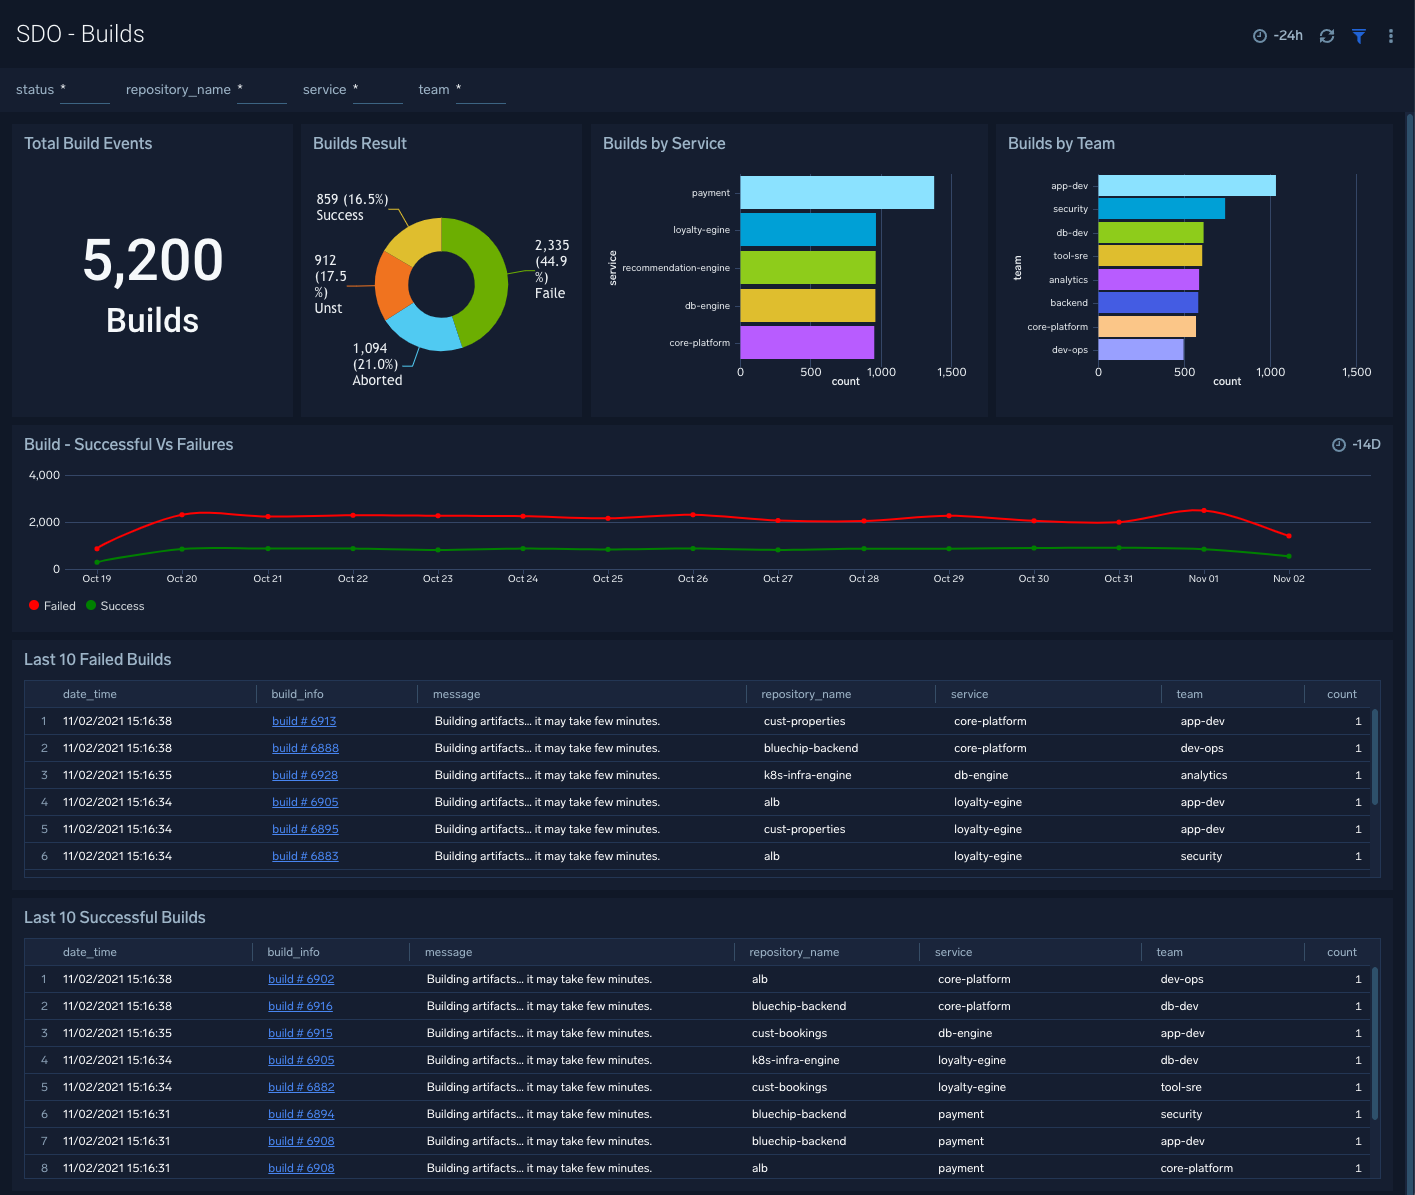 SDO - Builds
-24h
status * repository_name * service * team *
Total Build Events
5,200
Builds
Builds Result
859 (16.5%)
Success
912
(17.5
%)
Unst
2,335
(44.9
%)
Faile
1,094
(21.0%)
Aborted
Builds by Service
service
payment
loyalty-egine
recommendation-engine
db-engine
core-platform
0 500 1,000 1,500
count
Builds by Team
team
app-dev
security
db-dev
tool-sre
analytics
backend
core-platform
dev-ops
0 500 1,000 1,500
count
Build - Successful Vs Failures
-14D
4,000
2,000
0
Oct 19 Oct 20 Oct 21 Oct 22 Oct 23 Oct 24 Oct 25 Oct 26 Oct 27 Oct 28 Oct 29 Oct 30 Oct 31 Nov 01 Nov 02
Failed Success
Last 10 Failed Builds
date_time build_info message repository_name service team count
1 11/02/2021 15:16:38 build # 6913 Building artifacts... it may take few minutes. cust-properties core-platform app-dev 1
2 11/02/2021 15:16:38 build # 6888 Building artifacts... it may take few minutes. bluechip-backend core-platform dev-ops 1
3 11/02/2021 15:16:35 build # 6928 Building artifacts... it may take few minutes. k8s-infra-engine db-engine analytics 1
4 11/02/2021 15:16:34 build # 6905 Building artifacts... it may take few minutes. alb loyalty-egine app-dev 1
5 11/02/2021 15:16:34 build # 6895 Building artifacts... it may take few minutes. cust-properties loyalty-egine app-dev 1
6 11/02/2021 15:16:34 build # 6883 Building artifacts... it may take few minutes. alb loyalty-egine security 1
Last 10 Successful Builds
date_time build_info message repository_name service team count
1 11/02/2021 15:16:38 build # 6902 Building artifacts... it may take few minutes. alb core-platform dev-ops 1
2 11/02/2021 15:16:38 build # 6916 Building artifacts... it may take few minutes. bluechip-backend core-platform db-dev 1
3 11/02/2021 15:16:35 build # 6915 Building artifacts... it may take few minutes. cust-bookings db-engine app-dev 1
4 11/02/2021 15:16:34 build # 6905 Building artifacts... it may take few minutes. k8s-infra-engine loyalty-egine db-dev 1
5 11/02/2021 15:16:34 build # 6882 Building artifacts... it may take few minutes. cust-bookings loyalty-egine tool-sre 1
6 11/02/2021 15:16:31 build # 6894 Building artifacts... it may take few minutes. bluechip-backend payment security 1
7 11/02/2021 15:16:31 build # 6908 Building artifacts... it may take few minutes. bluechip-backend payment app-dev 1
8 11/02/2021 15:16:31 build # 6908 Building artifacts... it may take few minutes. alb payment core-platform 1